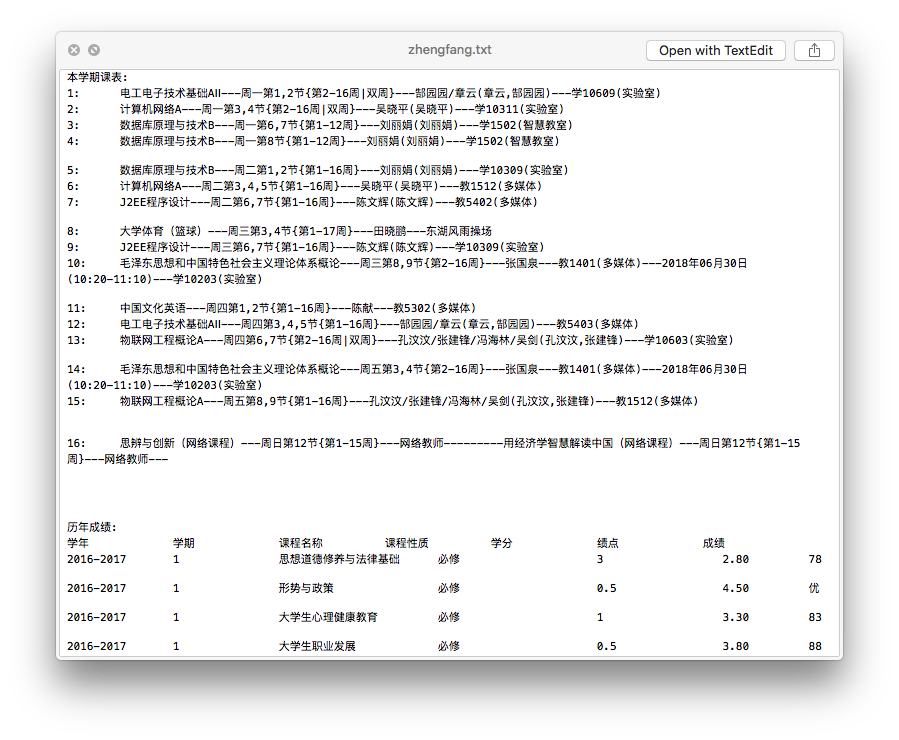 zhengfang.txt
Open with TextEdit
本学期课表:
1: 电工电子技术基础AII---周一第1,2节{第2-16周|双周}---郜园园/章云(章云,郜园园)---学10609(实验室)
2: 计算机网络A---周一第3,4节{第2-16周|双周}---吴晓平(吴晓平)---学10311(实验室)
3: 数据库原理与技术B---周一第6,7节{第1-12周}---刘丽娟(刘丽娟)---学1502(智慧教室)
4: 数据库原理与技术B---周一第8节{第1-12周}---刘丽娟(刘丽娟)---学1502(智慧教室)
5: 数据库原理与技术B---周二第1,2节{第1-16周}---刘丽娟(刘丽娟)---学10309(实验室)
6: 计算机网络A---周二第3,4,5节{第1-16周}---吴晓平(吴晓平)---教1512(多媒体)
7: J2EE程序设计---周二第6,7节{第1-16周}---陈文辉(陈文辉)---教5402(多媒体)
8: 大学体育（篮球）---周三第3,4节{第1-17周}---田晓鹏---东湖风雨操场
9: J2EE程序设计---周三第6,7节{第1-16周}---陈文辉(陈文辉)---学10309(实验室)
10: 毛泽东思想和中国特色社会主义理论体系概论---周三第8,9节{第2-16周}---张国泉---教1401(多媒体)---2018年06月30日
(10:20-11:10)---学10203(实验室)
11: 中国文化英语---周四第1,2节{第1-16周}---陈献---教5302(多媒体)
12: 电工电子技术基础AII---周四第3,4,5节{第1-16周}---郜园园/章云(章云,郜园园)---教5403(多媒体)
13: 物联网工程概论A---周四第6,7节{第2-16周|双周}---孔汶汶/张建锋/冯海林/吴剑(孔汶汶,张建锋)---学10603(实验室)
14: 毛泽东思想和中国特色社会主义理论体系概论---周五第3,4节{第2-16周}---张国泉---教1401(多媒体)---2018年06月30日
(10:20-11:10)---学10203(实验室)
15: 物联网工程概论A---周五第8,9节{第1-16周}---孔汶汶/张建锋/冯海林/吴剑(孔汶汶,张建锋)---教1512(多媒体)
16: 思辨与创新（网络课程）---周日第12节{第1-15周}---网络教师---------用经济学智慧解读中国（网络课程）---周日第12节{第1-15
周}---网络教师---
历年成绩:
学年 学期 课程名称 课程性质 学分 绩点 成绩
2016-2017 1 思想道德修养与法律基础 必修 3 2.80 78
2016-2017 1 形势与政策 必修 0.5 4.50 优
2016-2017 1 大学生心理健康教育 必修 1 3.30 83
2016-2017 1 大学生职业发展 必修 0.5 3.80 88